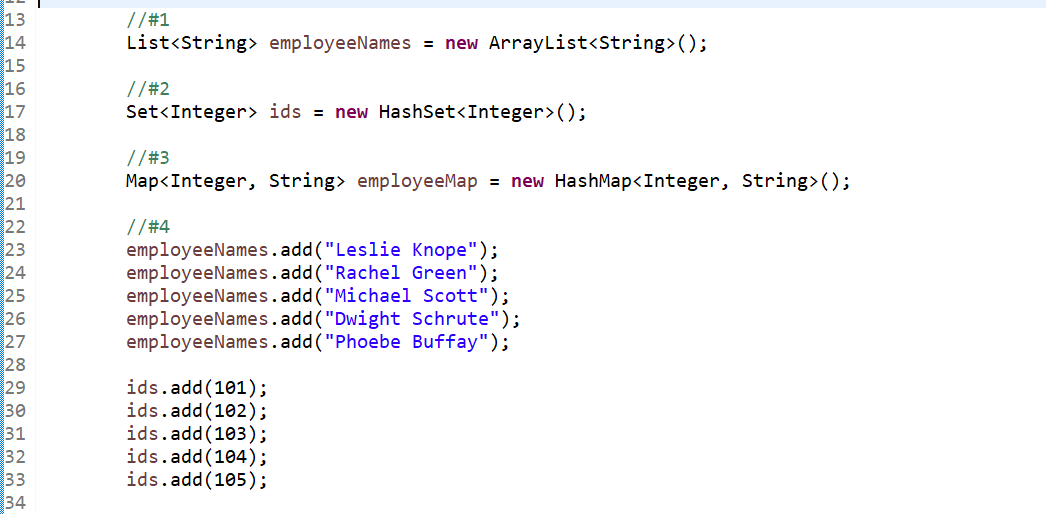 13 //#1
14 List<String> employeeNames = new ArrayList<String>();
15
16 //#2
17 Set<Integer> ids = new HashSet<Integer>();
18
19 //#3
20 Map<Integer, String> employeeMap = new HashMap<Integer, String>();
21
22 //#4
23 employeeNames.add("Leslie Knope");
24 employeeNames.add("Rachel Green");
25 employeeNames.add("Michael Scott");
26 employeeNames.add("Dwight Schrute");
27 employeeNames.add("Phoebe Buffay");
28
29 ids.add(101);
30 ids.add(102);
31 ids.add(103);
32 ids.add(104);
33 ids.add(105);
34